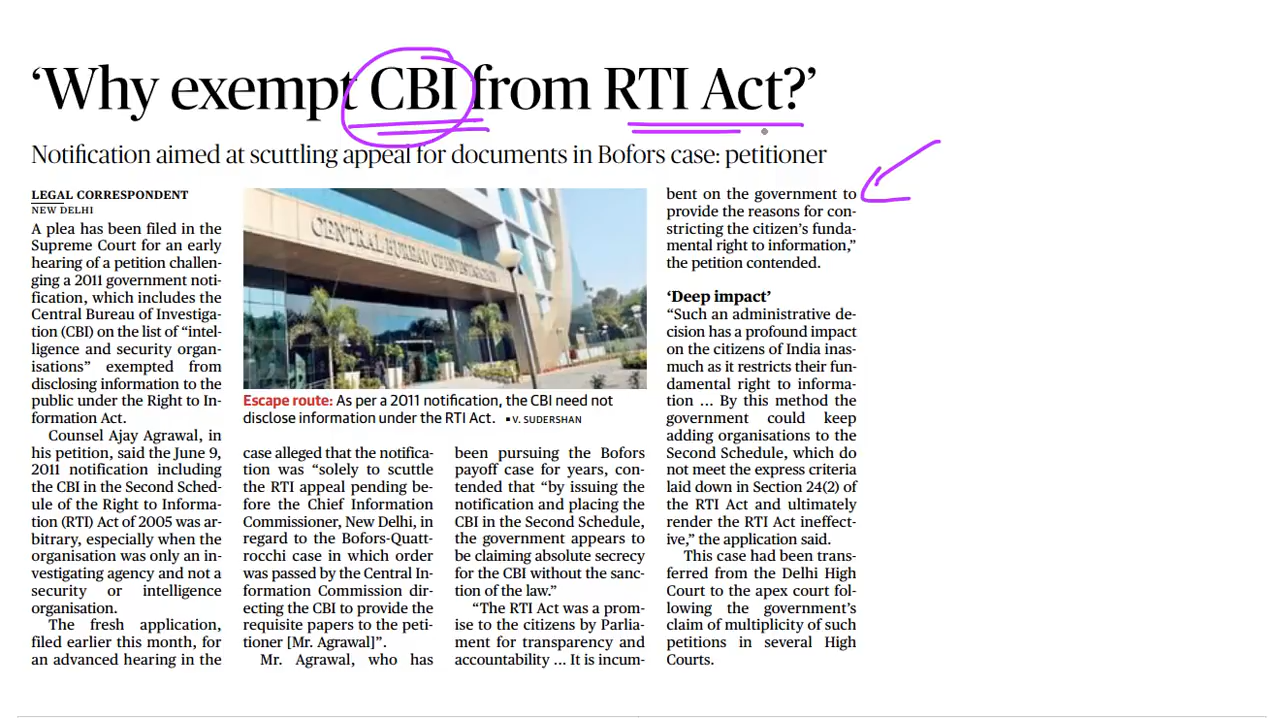 ‘Why exempt CBI from RTI Act?’
Notification aimed at scuttling appeal for documents in Bofors case: petitioner
LEGAL CORRESPONDENT
NEW DELHI
A plea has been filed in the
Supreme Court for an early
hearing of a petition challen-
ging a 2011 government noti-
fication, which includes the
Central Bureau of Investiga-
tion (CBI) on the list of “intel-
ligence and security organ-
isations” exempted from
disclosing information to the
public under the Right to In-
formation Act.
Counsel Ajay Agrawal, in
his petition, said the June 9,
2011 notification including
the CBI in the Second Sched-
ule of the Right to Informa-
tion (RTI) Act of 2005 was ar-
bitrary, especially when the
organisation was only an in-
vestigating agency and not a
security or intelligence
organisation.
The fresh application,
filed earlier this month, for
an advanced hearing in the
CENTRAL BUREAU OF INVESTIGATION
Escape route: As per a 2011 notification, the CBI need not
disclose information under the RTI Act. ▪V. SUDERSHAN
case alleged that the notifica-
tion was “solely to scuttle
the RTI appeal pending be-
fore the Chief Information
Commissioner, New Delhi, in
regard to the Bofors-Quatt-
rocchi case in which order
was passed by the Central In-
formation Commission dir-
ecting the CBI to provide the
requisite papers to the peti-
tioner [Mr. Agrawal]”.
Mr. Agrawal, who has
been pursuing the Bofors
payoff case for years, con-
tended that “by issuing the
notification and placing the
CBI in the Second Schedule,
the government appears to
be claiming absolute secrecy
for the CBI without the sanc-
tion of the law.”
“The RTI Act was a prom-
ise to the citizens by Parlia-
ment for transparency and
accountability ... It is incum-
bent on the government to
provide the reasons for con-
stricting the citizen’s funda-
mental right to information,”
the petition contended.
‘Deep impact’
“Such an administrative de-
cision has a profound impact
on the citizens of India inas-
much as it restricts their fun-
damental right to informa-
tion ... By this method the
government could keep
adding organisations to the
Second Schedule, which do
not meet the express criteria
laid down in Section 24(2) of
the RTI Act and ultimately
render the RTI Act ineffect-
ive,” the application said.
This case had been trans-
ferred from the Delhi High
Court to the apex court fol-
lowing the government’s
claim of multiplicity of such
petitions in several High
Courts.